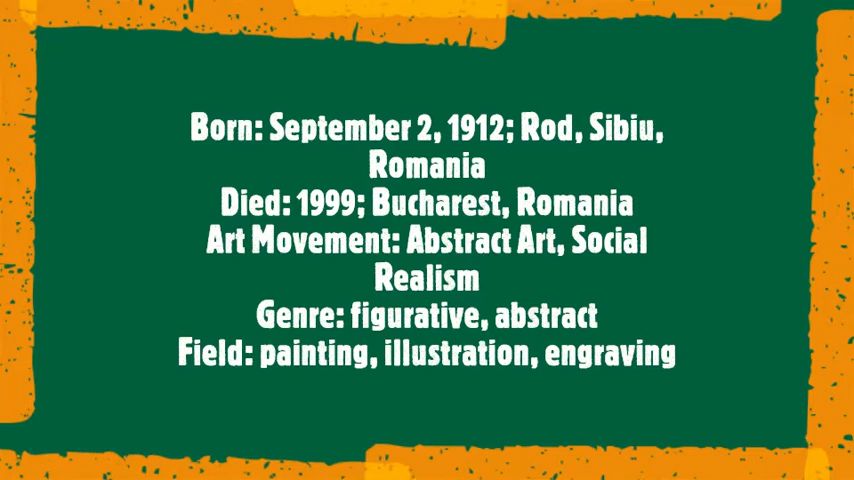 Born: September 2, 1912; Rod, Sibiu,
Romania
Died: 1999; Bucharest, Romania
Art Movement: Abstract Art, Social
Realism
Genre: figurative, abstract
Field: painting, illustration, engraving